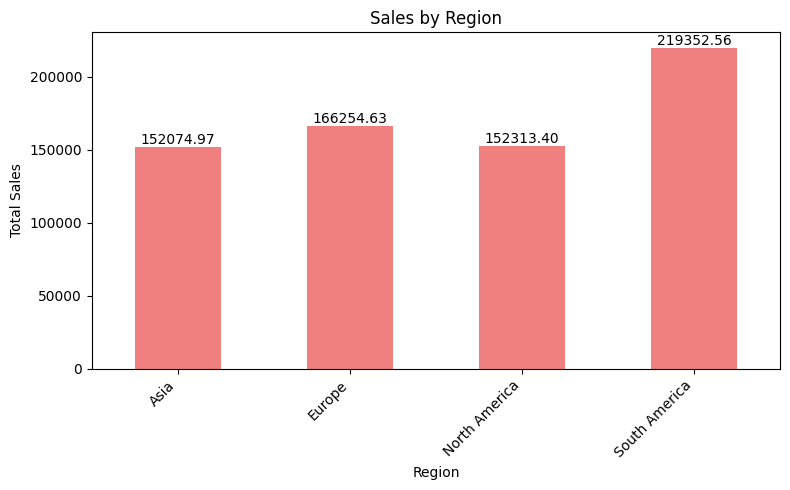 Sales by Region
Total Sales
200000
150000
100000
50000
0
152074.97
166254.63
152313.40
219352.56
Asia
Europe
North America
South America
Region